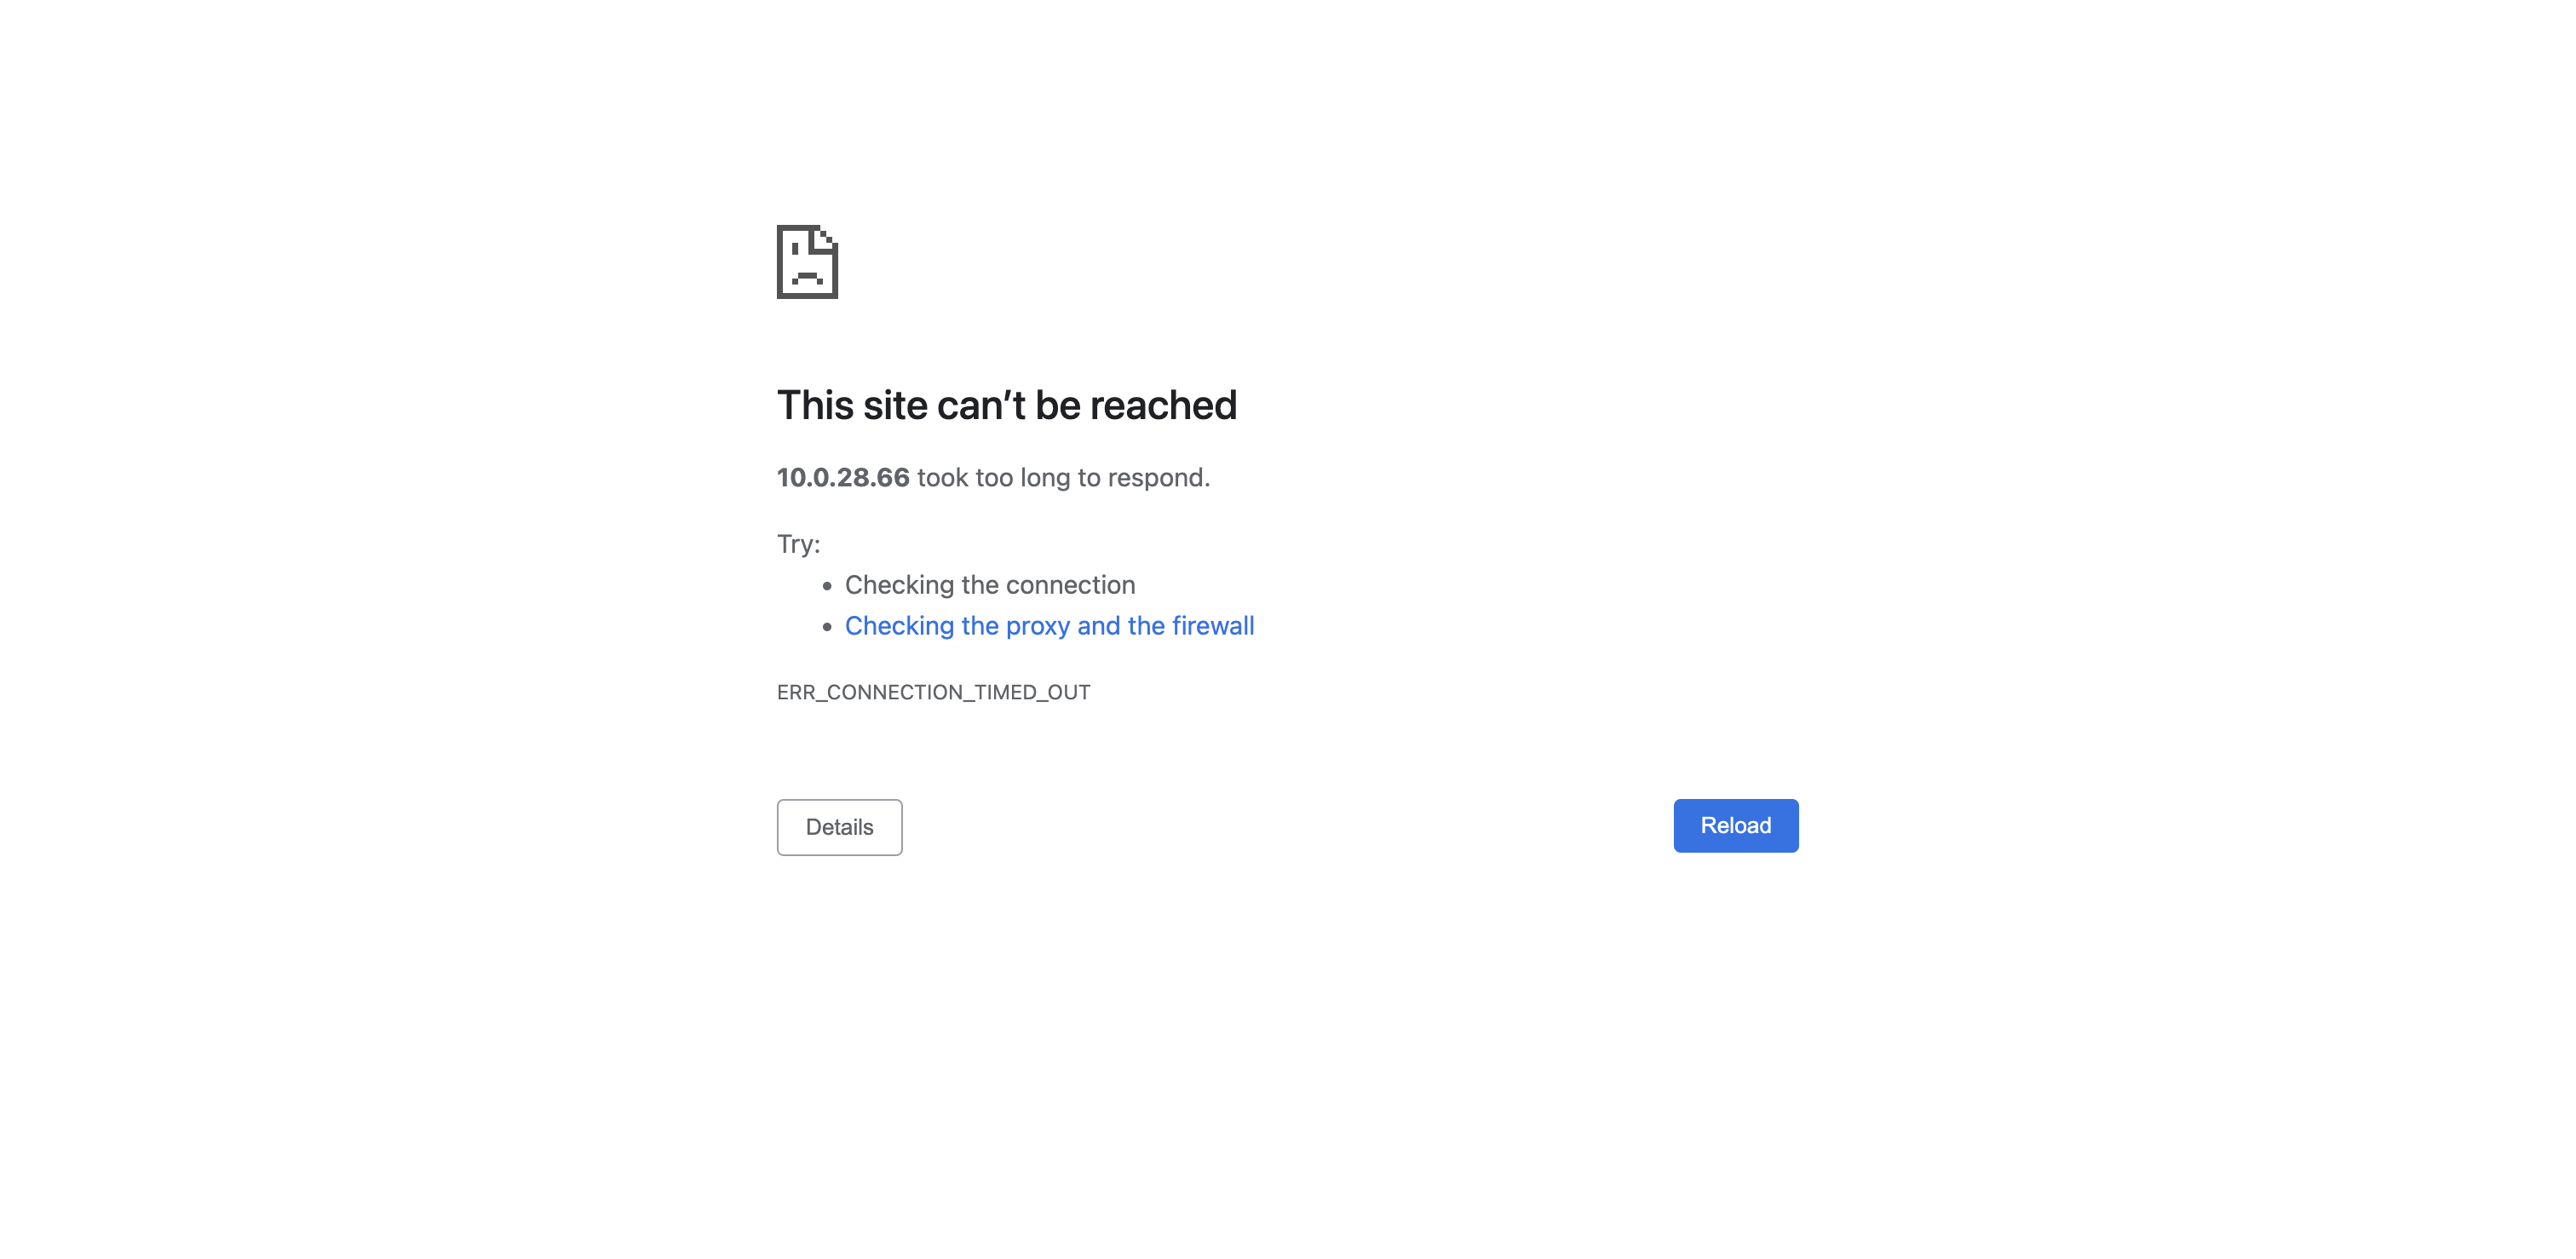 This site can’t be reached
10.0.28.66 took too long to respond.
Try:
• Checking the connection
• Checking the proxy and the firewall
ERR_CONNECTION_TIMED_OUT
Details
Reload